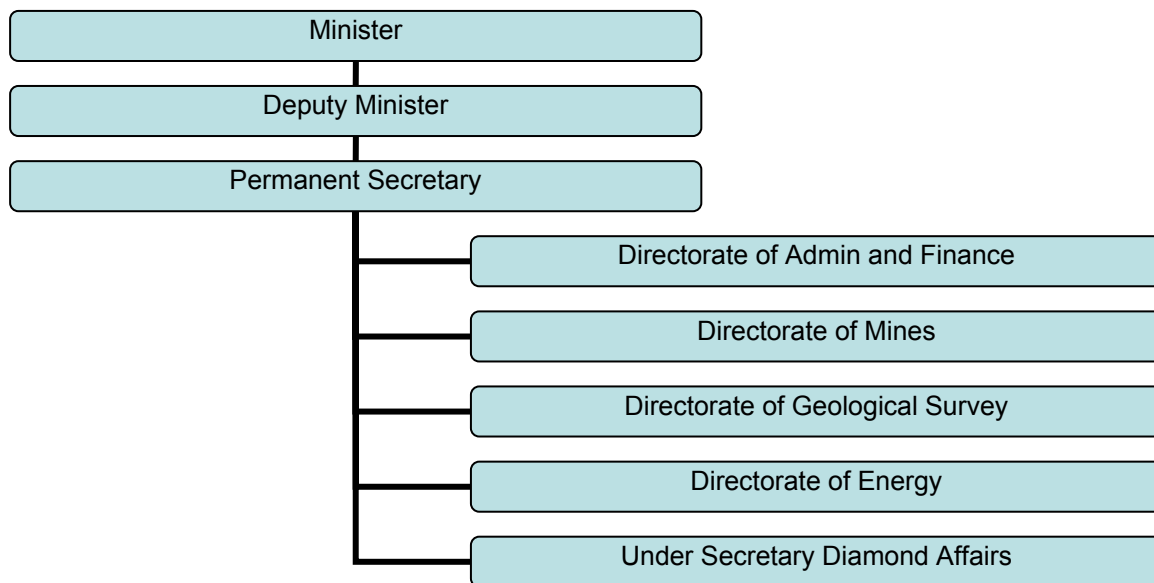 Minister
Deputy Minister
Permanent Secretary
Directorate of Admin and Finance
Directorate of Mines
Directorate of Geological Survey
Directorate of Energy
Under Secretary Diamond Affairs